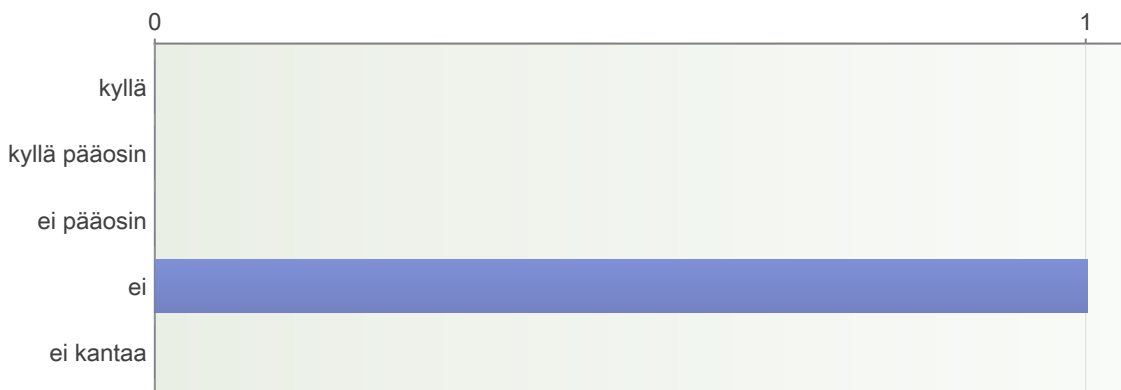 0 1
kyllä
kyllä pääosin
ei pääosin
ei
ei kantaa